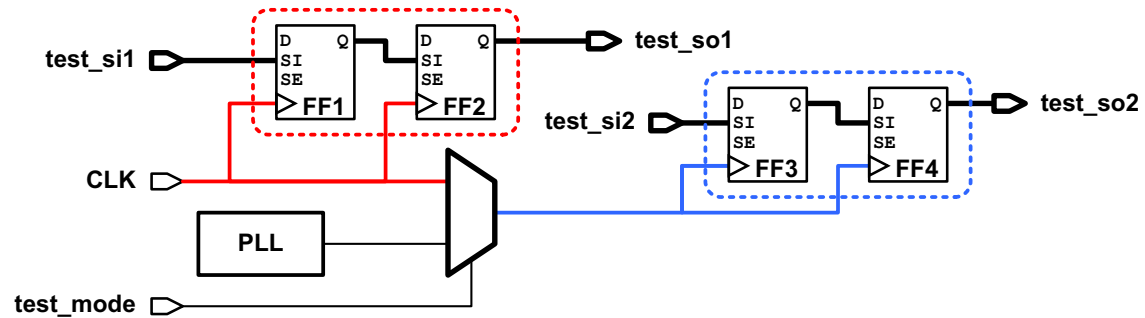 test_si1
D Q
SI
SE
FF1
D Q
SI
SE
FF2
test_so1
test_si2
D Q
SI
SE
FF3
D Q
SI
SE
FF4
test_so2
CLK
PLL
test_mode